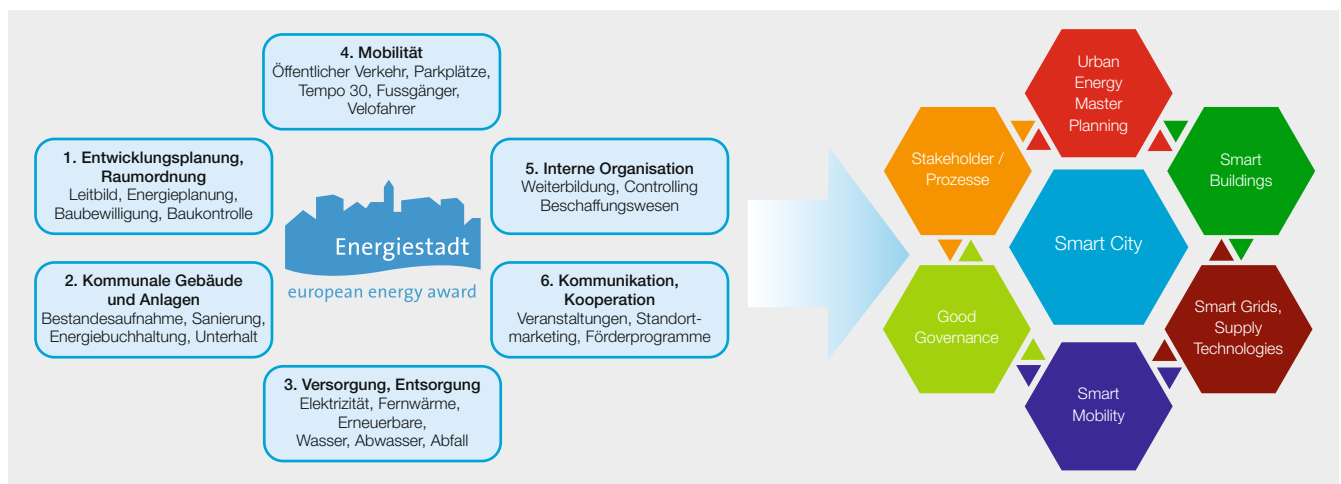 4. Mobilität
Öffentlicher Verkehr, Parkplätze,
Tempo 30, Fussgänger,
Velofahrer
1. Entwicklungsplanung,
Raumordnung
Leitbild, Energieplanung,
Baubewilligung, Baukontrolle
5. Interne Organisation
Weiterbildung, Controlling
Beschaffungswesen
Energiestadt
european energy award
2. Kommunale Gebäude
und Anlagen
Bestandesaufnahme, Sanierung,
Energiebuchhaltung, Unterhalt
6. Kommunikation,
Kooperation
Veranstaltungen, Standort-
marketing, Förderprogramme
3. Versorgung, Entsorgung
Elektrizität, Fernwärme,
Erneuerbare,
Wasser, Abwasser, Abfall
Urban
Energy
Master
Planning
Stakeholder /
Prozesse
Smart
Buildings
Smart City
Good
Governance
Smart Grids,
Supply
Technologies
Smart
Mobility